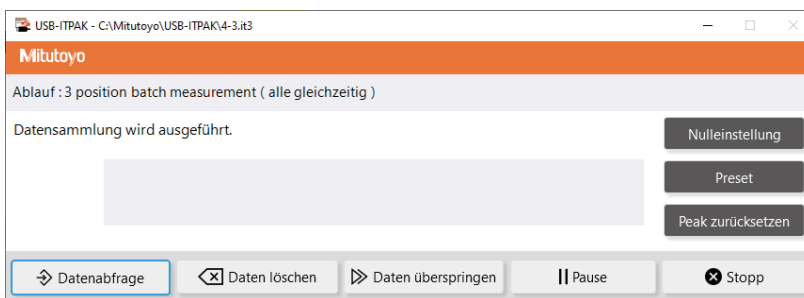 USB-ITPAK - C:\Mitutoyo\USB-ITPAK\4-3.it3
Mitutoyo
Ablauf : 3 position batch measurement ( alle gleichzeitig )
Datensammlung wird ausgeführt.
Nulleinstellung
Preset
Peak zurücksetzen
Datenabfrage
Daten löschen
Daten überspringen
Pause
Stopp